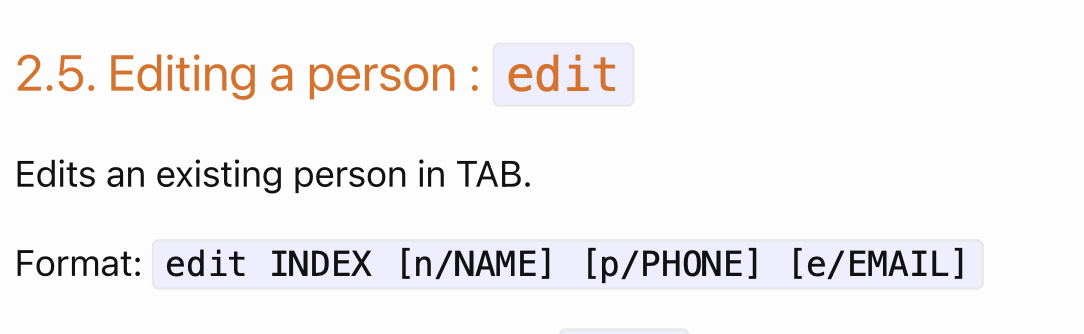 2.5. Editing a person : edit
Edits an existing person in TAB.
Format: edit INDEX [n/NAME] [p/PHONE] [e/EMAIL]